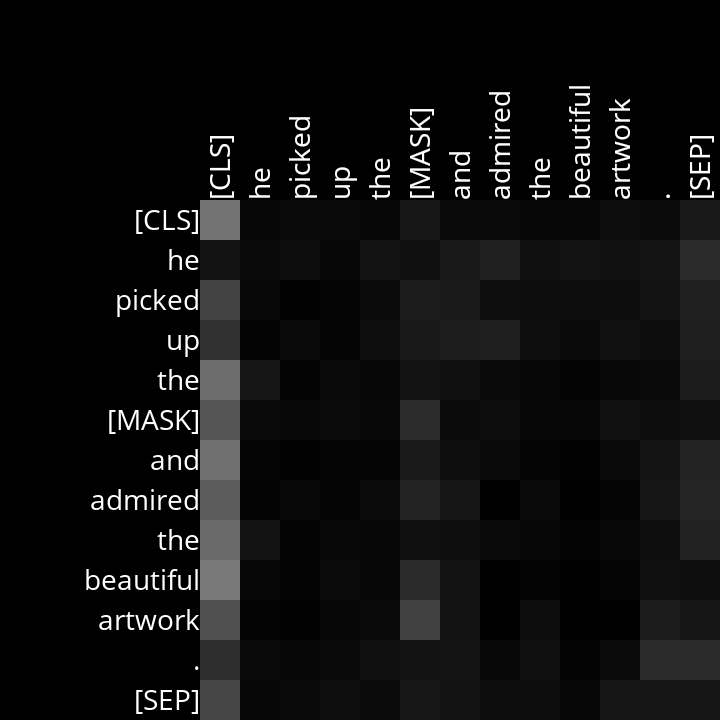 [CLS] he picked up the [MASK] and admired the beautiful artwork . [SEP]
[CLS]
he
picked
up
the
[MASK]
and
admired
the
beautiful
artwork
.
[SEP]